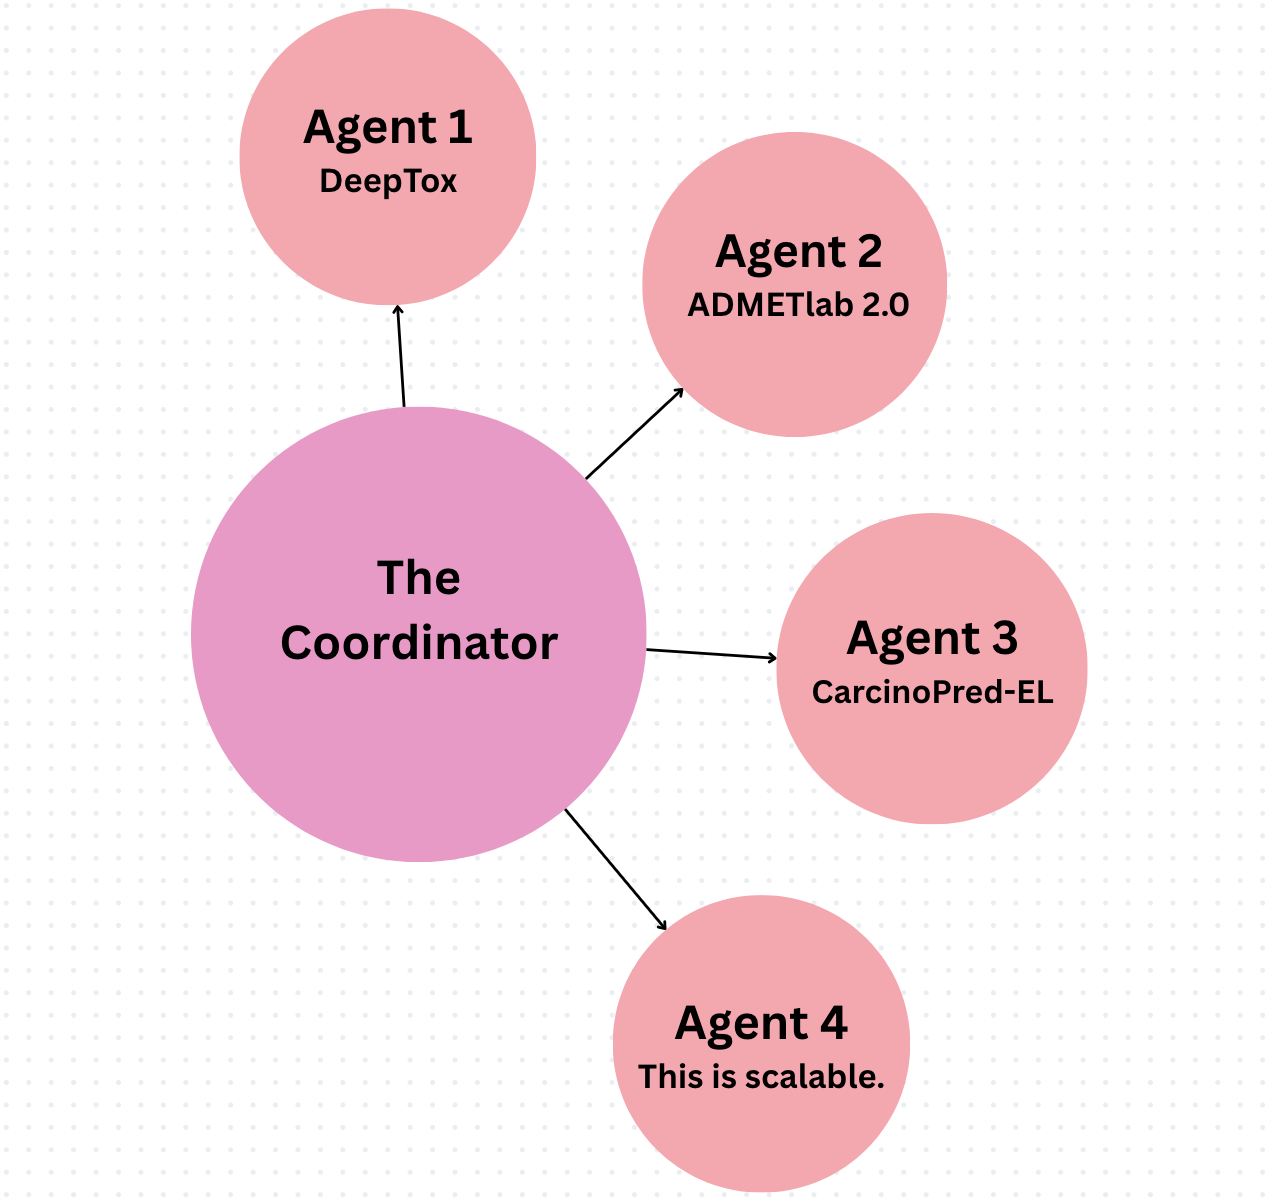 Agent 1
DeepTox
Agent 2
ADMETlab 2.0
The
Coordinator
Agent 3
CarcinoPred-EL
Agent 4
This is scalable.